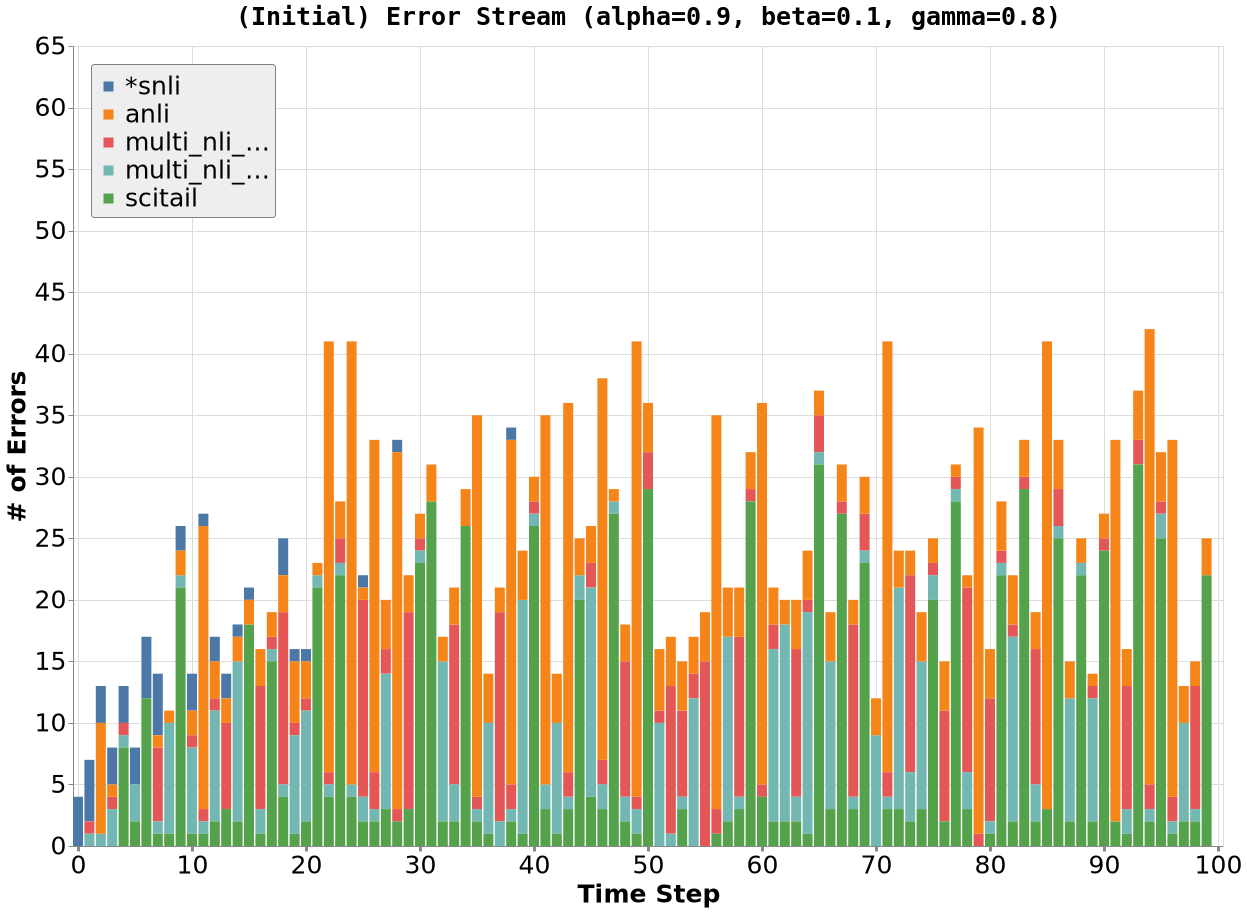 (Initial) Error Stream (alpha=0.9, beta=0.1, gamma=0.8)
65
60
55
50
45
40
35
30
25
20
15
10
5
0
# of Errors
*snli
anli
multi_nli_...
multi_nli_...
scitail
0 10 20 30 40 50 60 70 80 90 100
Time Step